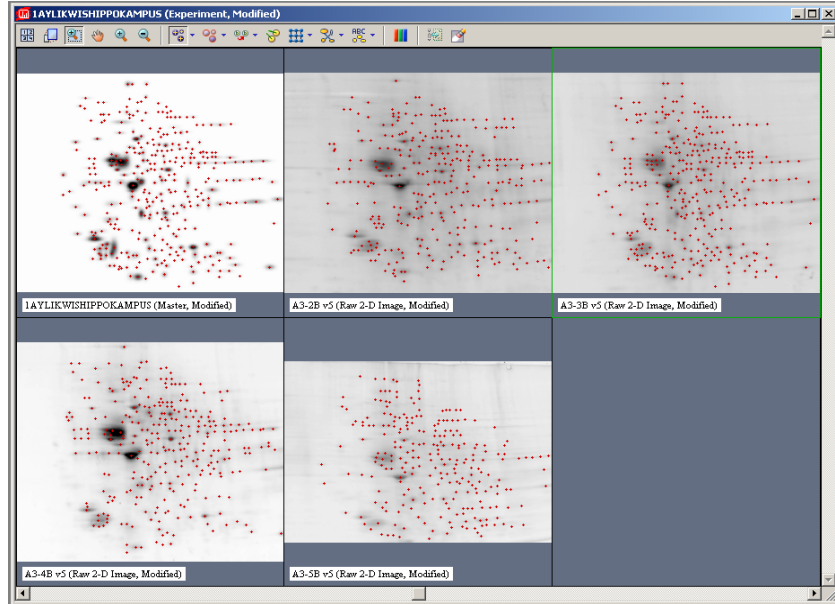 1AYLIKWISHIPPOKAMPUS (Experiment, Modified)
ABC
1AYLIKWISHIPPOKAMPUS (Master, Modified)
A3-2B v5 (Raw 2-D Image, Modified)
A3-3B v5 (Raw 2-D Image, Modified)
A3-4B v5 (Raw 2-D Image, Modified)
A3-5B v5 (Raw 2-D Image, Modified)